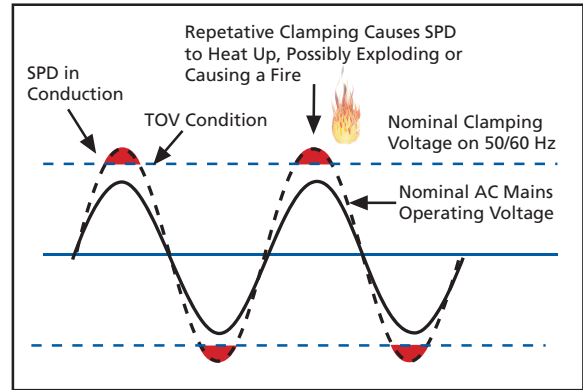 Repetative Clamping Causes SPD
to Heat Up, Possibly Exploding or
Causing a Fire
SPD in
Conduction
TOV Condition
Nominal Clamping
Voltage on 50/60 Hz
Nominal AC Mains
Operating Voltage